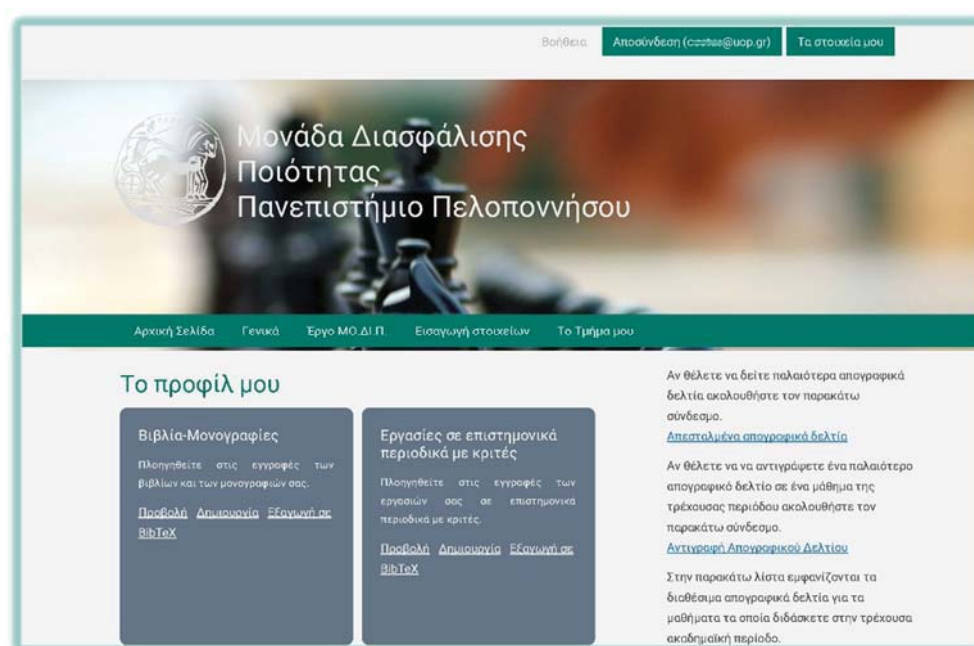 Βοήθεια
Αποσύνδεση (@uop.gr)
Τα στοιχεία μου
Μονάδα Διασφάλισης
Ποιότητας
Πανεπιστήμιο Πελοποννήσου
Αρχική Σελίδα Γενικά Έργο ΜΟ.ΔΙ.Π. Εισαγωγή στοιχείων Το Τμήμα μου
Το προφίλ μου
Βιβλία-Μονογραφίες
Πλοηγηθείτε στις εγγραφές των
βιβλίων και των μονογραφιών σας.
Προβολή Δημιουργία Εξαγωγή σε
BibTeX
Εργασίες σε επιστημονικά
περιοδικά με κριτές
Πλοηγηθείτε στις εγγραφές των
εργασιών σας σε επιστημονικά
περιοδικά με κριτές.
Προβολή Δημιουργία Εξαγωγή σε
BibTeX
Αν θέλετε να δείτε παλαιότερα απογραφικά
δελτία ακολουθήστε τον παρακάτω
σύνδεσμο.
Απεσταλμένα απογραφικά δελτία
Αν θέλετε να να αντιγράψετε ένα παλαιότερο
απογραφικό δελτίο σε ένα μάθημα της
τρέχουσας περιόδου ακολουθήστε τον
παρακάτω σύνδεσμο.
Αντιγραφή Απογραφικού Δελτίου
Στην παρακάτω λίστα εμφανίζονται τα
διαθέσιμα απογραφικά δελτία για τα
μαθήματα τα οποία διδάσκετε στην τρέχουσα
ακαδημαϊκή περίοδο.